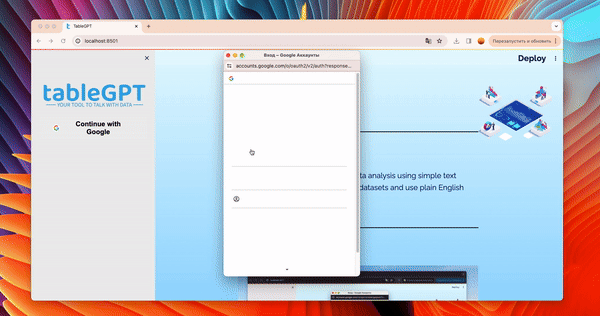 TableGPT
localhost:8501
Перезапустить и обновить
Вход – Google Аккаунты
accounts.google.com/o/oauth2/v2/auth?response...
Deploy
tableGPT
YOUR TOOL TO TALK WITH DATA
Continue with
Google
ta analysis using simple text
datasets and use plain English